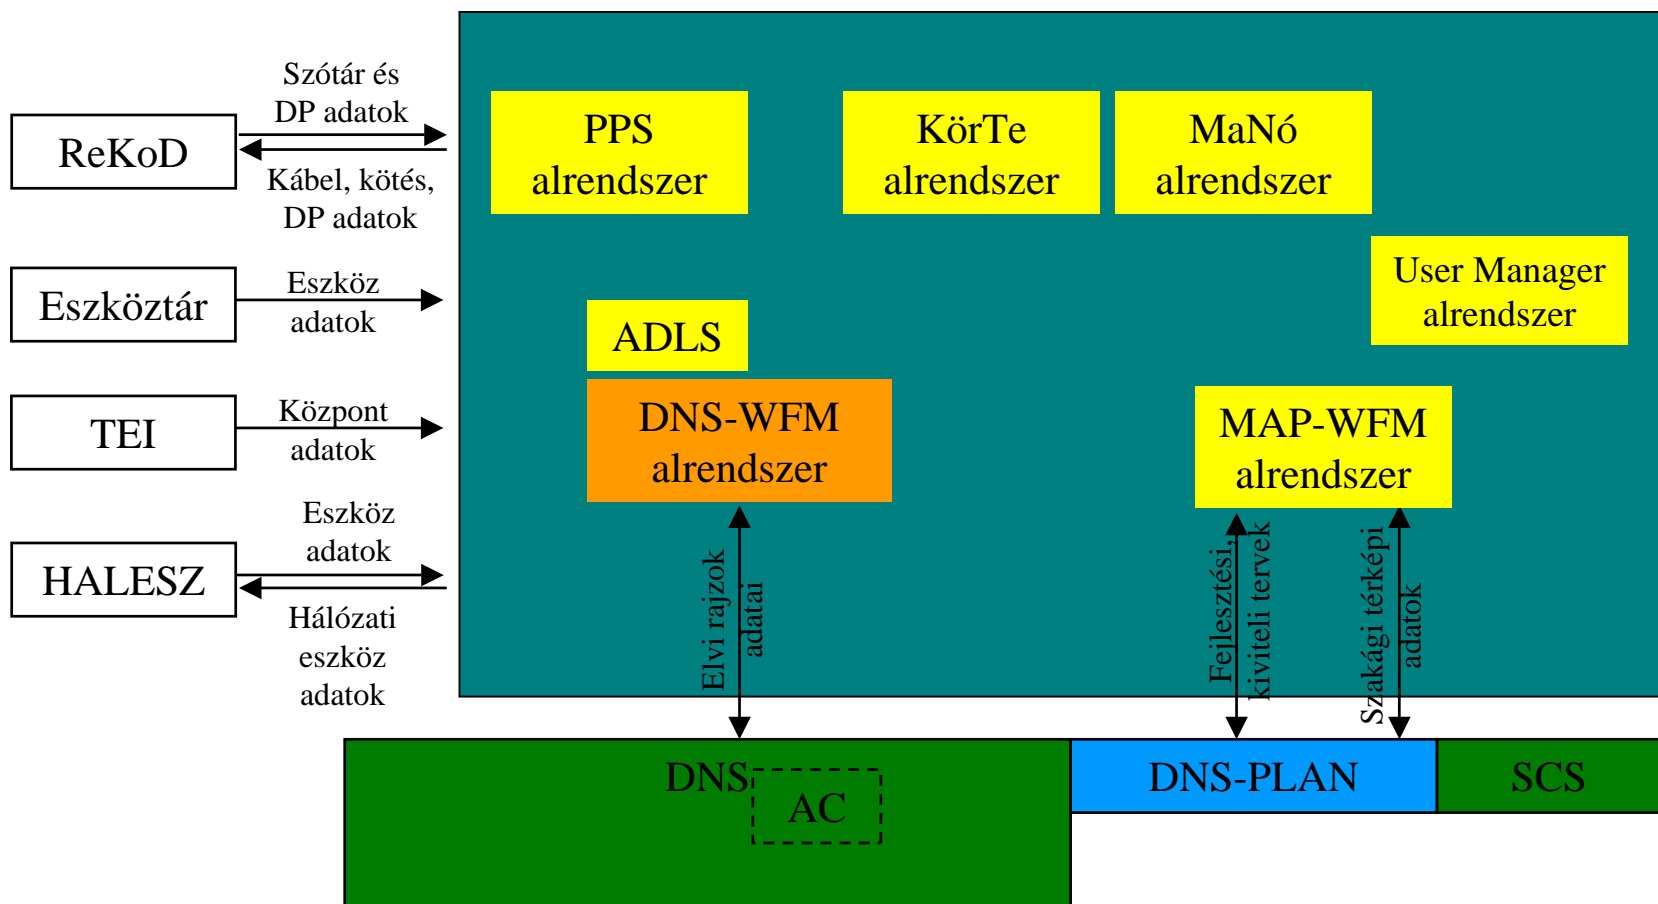 Szótár és
DP adatok
ReKoD
Kábel, kötés,
DP adatok
Eszköz
adatok
Eszköztár
Központ
adatok
TEI
Eszköz
adatok
HALESZ
Hálózati
eszköz
adatok
PPS
alrendszer
KörTe
alrendszer
MaNó
alrendszer
User Manager
alrendszer
ADLS
DNS-WFM
alrendszer
MAP-WFM
alrendszer
Elvi rajzok
adatai
Fejlesztési,
kiviteli tervek
Szakági térképi
adatok
DNS
AC
DNS-PLAN
SCS